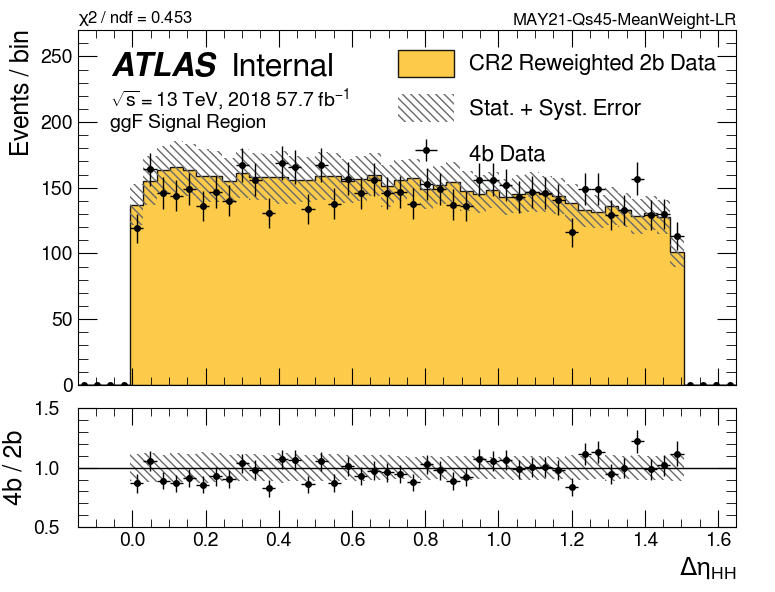 χ2 / ndf = 0.453
MAY21-Qs45-MeanWeight-LR
Events / bin
250
200
150
100
50
0
ATLAS Internal
√s = 13 TeV, 2018 57.7 fb⁻¹
ggF Signal Region
CR2 Reweighted 2b Data
Stat. + Syst. Error
4b Data
4b / 2b
1.5
1.0
0.5
0.0 0.2 0.4 0.6 0.8 1.0 1.2 1.4 1.6
Δη_HH